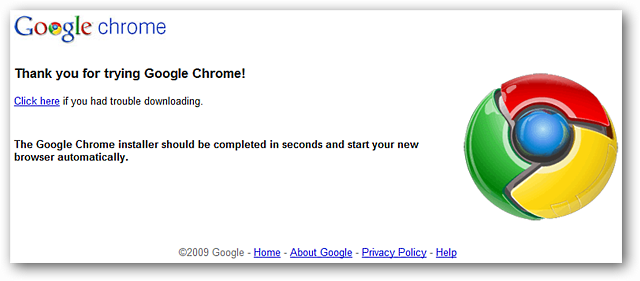 Google chrome
Thank you for trying Google Chrome!
Click here if you had trouble downloading.
The Google Chrome installer should be completed in seconds and start your new
browser automatically.
©2009 Google - Home - About Google - Privacy Policy - Help